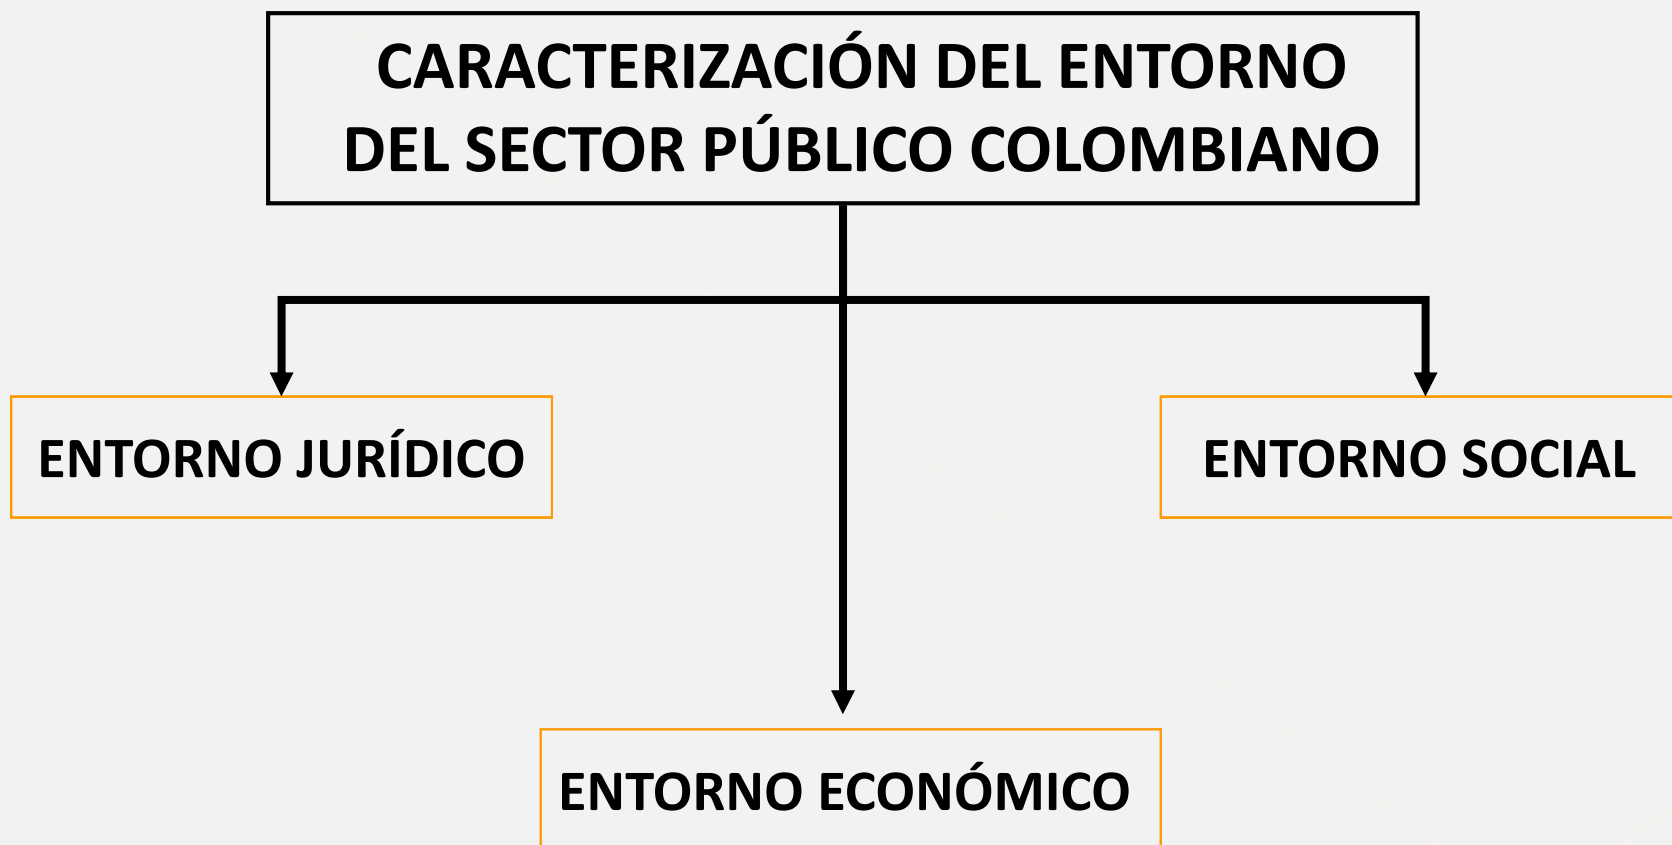 CARACTERIZACIÓN DEL ENTORNO
DEL SECTOR PÚBLICO COLOMBIANO
ENTORNO JURÍDICO
ENTORNO SOCIAL
ENTORNO ECONÓMICO